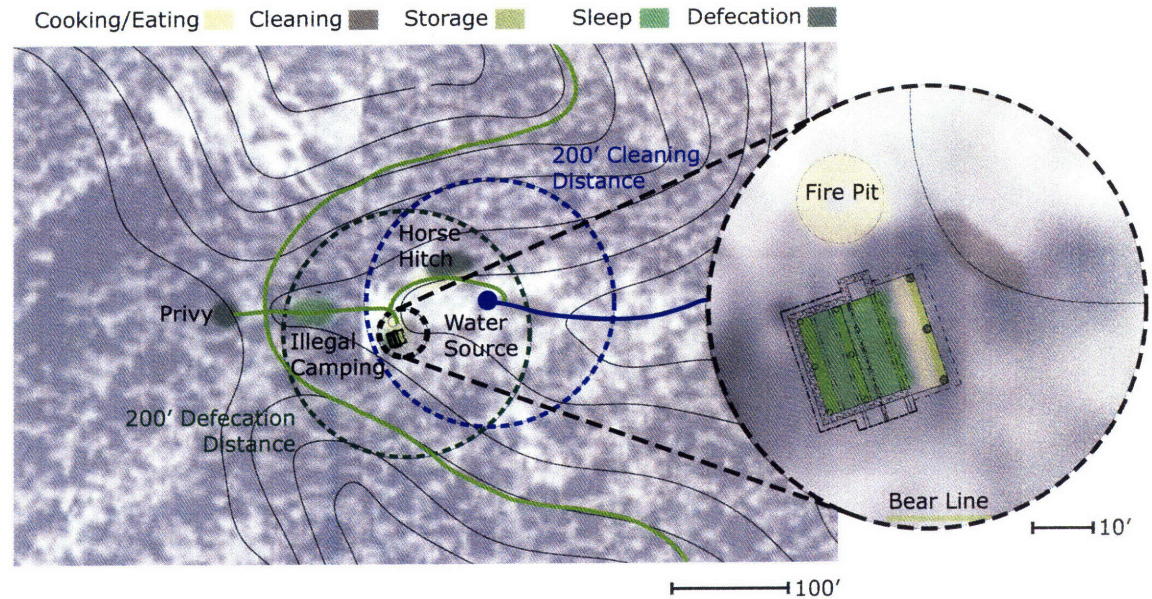 Cooking/Eating Cleaning Storage Sleep Defecation
200' Cleaning
Distance
Fire Pit
Horse
Hitch
Privy
Water
Source
Illegal
Camping
200' Defecation
Distance
Bear Line
10'
100'